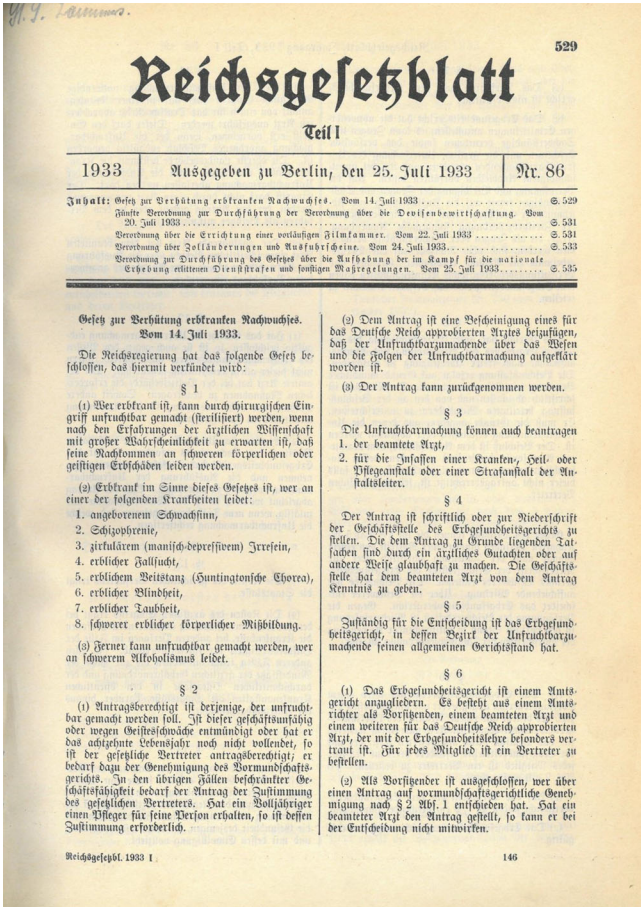 529
Reichsgesetzblatt
Teil I
1933 Ausgegeben zu Berlin, den 25. Juli 1933 Nr. 86
Inhalt: Gesetz zur Verhütung erbkranken Nachwuchses. Vom 14. Juli 1933 ........................ S. 529
Fünfte Verordnung zur Durchführung der Verordnung über die Devisenbewirtschaftung. Vom
20. Juli 1933 ........................ S. 531
Verordnung über die Errichtung einer vorläufigen Filmkammer. Vom 22. Juli 1933 ........................ S. 531
Verordnung über Zolländerungen und Ausfuhrscheine. Vom 24. Juli 1933 ........................ S. 533
Verordnung zur Durchführung des Gesetzes über die Aufhebung der im Kampf für die nationale
Erhebung erlittenen Dienststrafen und sonstigen Maßregelungen. Vom 25. Juli 1933 ........ S. 535
Gesetz zur Verhütung erbkranken Nachwuchses.
Vom 14. Juli 1933.
Die Reichsregierung hat das folgende Gesetz be-
schlossen, das hiermit verkündet wird:
§ 1
(1) Wer erbkrank ist, kann durch chirurgischen Ein-
griff unfruchtbar gemacht (sterilisiert) werden, wenn
nach den Erfahrungen der ärztlichen Wissenschaft
mit großer Wahrscheinlichkeit zu erwarten ist, daß
seine Nachkommen an schweren körperlichen oder
geistigen Erbschäden leiden werden.
(2) Erbkrank im Sinne dieses Gesetzes ist, wer an
einer der folgenden Krankheiten leidet:
1. angeborenem Schwachsinn,
2. Schizophrenie,
3. zirkulärem (manisch-depressivem) Irresein,
4. erblicher Fallsucht,
5. erblichem Veitstanz (Huntingtonsche Chorea),
6. erblicher Blindheit,
7. erblicher Taubheit,
8. schwerer erblicher körperlicher Mißbildung.
(3) Ferner kann unfruchtbar gemacht werden, wer
an schwerem Alkoholismus leidet.
§ 2
(1) Antragsberechtigt ist derjenige, der unfrucht-
bar gemacht werden soll. Ist dieser geschäftsunfähig
oder wegen Geistesschwäche entmündigt oder hat er
das achtzehnte Lebensjahr noch nicht vollendet, so
ist der gesetzliche Vertreter antragsberechtigt; er
bedarf dazu der Genehmigung des Vormundschafts-
gerichts. In den übrigen Fällen beschränkter Ge-
schäftsfähigkeit bedarf der Antrag der Zustimmung
des gesetzlichen Vertreters. Hat ein Volljähriger
einen Pfleger für seine Person erhalten, so ist dessen
Zustimmung erforderlich.
(2) Dem Antrag ist eine Bescheinigung eines für
das Deutsche Reich approbierten Arztes beizufügen,
daß der Unfruchtbarzumachende über das Wesen
und die Folgen der Unfruchtbarmachung aufgeklärt
worden ist.
(3) Der Antrag kann zurückgenommen werden.
§ 3
Die Unfruchtbarmachung können auch beantragen
1. der beamtete Arzt,
2. für die Insassen einer Kranken-, Heil- oder
Pflegeanstalt oder einer Strafanstalt der An-
staltsleiter.
§ 4
Der Antrag ist schriftlich oder zur Niederschrift
der Geschäftsstelle des Erbgesundheitsgerichts zu
stellen. Die dem Antrag zu Grunde liegenden Tat-
sachen sind durch ein ärztliches Gutachten oder auf
andere Weise glaubhaft zu machen. Die Geschäfts-
stelle hat dem beamteten Arzt von dem Antrag
Kenntnis zu geben.
§ 5
Zuständig für die Entscheidung ist das Erbgesund-
heitsgericht, in dessen Bezirk der Unfruchtbarzu-
machende seinen allgemeinen Gerichtsstand hat.
§ 6
(1) Das Erbgesundheitsgericht ist einem Amts-
gericht anzugliedern. Es besteht aus einem Amts-
richter als Vorsitzenden, einem beamteten Arzt und
einem weiteren für das Deutsche Reich approbierten
Arzt, der mit der Erbgesundheitslehre besonders ver-
traut ist. Für jedes Mitglied ist ein Vertreter zu
bestellen.
(2) Als Vorsitzender ist ausgeschlossen, wer über
einen Antrag auf vormundschaftsgerichtliche Geneh-
migung nach § 2 Abs. 1 entschieden hat. Hat ein
beamteter Arzt den Antrag gestellt, so kann er bei
der Entscheidung nicht mitwirken.
Reichsgesetzbl. 1933 I 146